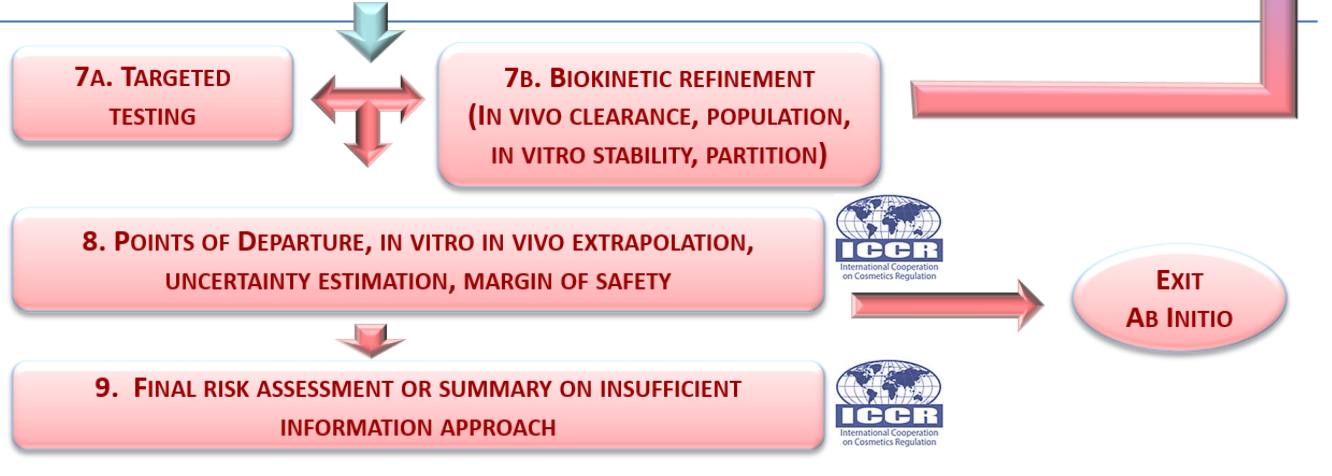 7a. Targeted
testing
7b. Biokinetic refinement
(In vivo clearance, population,
in vitro stability, partition)
8. Points of Departure, in vitro in vivo extrapolation,
uncertainty estimation, margin of safety
ICCR
International Cooperation
on Cosmetics Regulation
Exit
Ab Initio
9. Final risk assessment or summary on insufficient
information approach
ICCR
International Cooperation
on Cosmetics Regulation